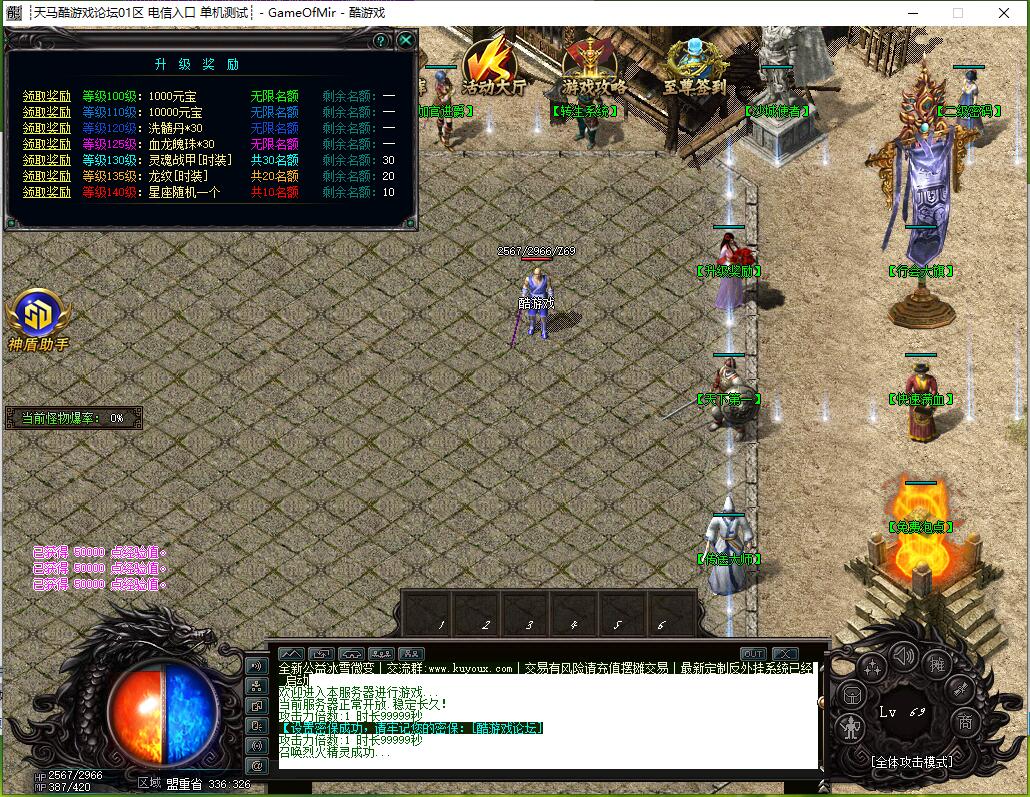 天马酷游戏论坛01区 电信入口 单机测试 - GameOfMir - 酷游戏
升 级 奖 励
领取奖励 等级100级：1000元宝 无限名额 剩余名额：—
领取奖励 等级110级：10000元宝 无限名额 剩余名额：—
领取奖励 等级120级：洗髓丹*30 无限名额 剩余名额：—
领取奖励 等级125级：血龙魄珠*30 无限名额 剩余名额：—
领取奖励 等级130级：灵魂战甲[时装] 共30名额 剩余名额：30
领取奖励 等级135级：龙纹[时装] 共20名额 剩余名额：20
领取奖励 等级140级：星座随机一个 共10名额 剩余名额：10
活动大厅
游戏攻略
至尊签到
加官进爵】
【转生系统】
【沙城使者】
【二级密码】
2567/2966/Z69
酷游戏
【升级奖励】
【行会大旗】
神盾助手
【天下第一】
【快速满血】
当前怪物爆率： 0%
【免费泡点】
【传送大师】
已获得 50000 点经验值。
已获得 50000 点经验值。
已获得 50000 点经验值。
1 2 3 4 5 6
OUT X
全新公益冰雪微变｜交流群:www.kuyoux.com｜交易有风险请充值摆摊交易｜最新定制反外挂系统已经
启动
欢迎进入本服务器进行游戏...
当前服务器正常开放.稳定长久!
攻击力倍数:1 时长99999秒
【设置密保成功，请牢记您的密保：[酷游戏论坛]
攻击力倍数:1 时长99999秒
召唤烈火精灵成功...
摊
商
Lv 69
[全体攻击模式]
HP 2567/2966
MP 387/420
区域 盟重省 336:326
@